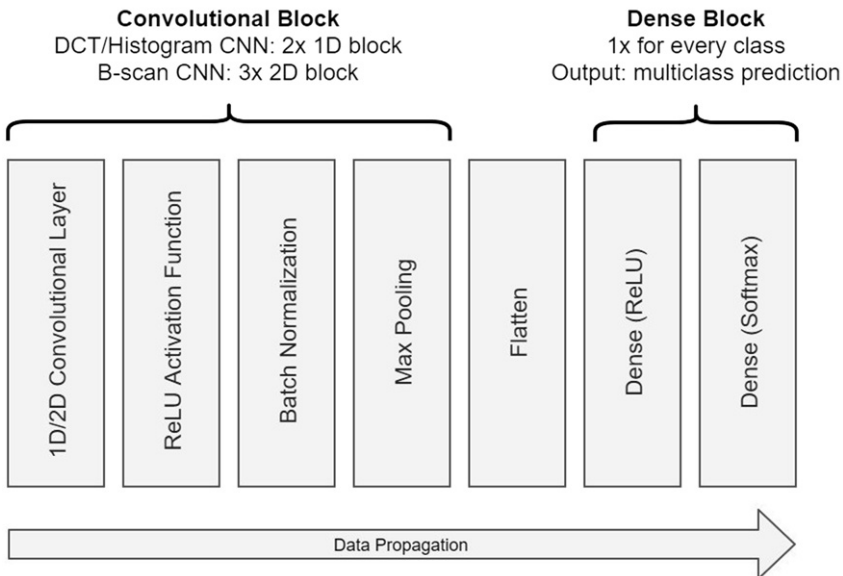 Convolutional Block
DCT/Histogram CNN: 2x 1D block
B-scan CNN: 3x 2D block
Dense Block
1x for every class
Output: multiclass prediction
1D/2D Convolutional Layer
ReLU Activation Function
Batch Normalization
Max Pooling
Flatten
Dense (ReLU)
Dense (Softmax)
Data Propagation